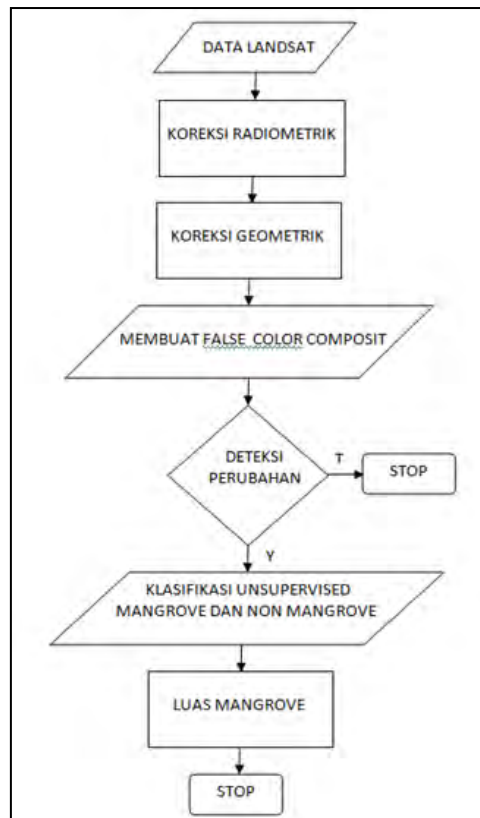 DATA LANDSAT
KOREKSI RADIOMETRIK
KOREKSI GEOMETRIK
MEMBUAT FALSE COLOR COMPOSIT
DETEKSI
PERUBAHAN
T
STOP
Y
KLASIFIKASI UNSUPERVISED
MANGROVE DAN NON MANGROVE
LUAS MANGROVE
STOP